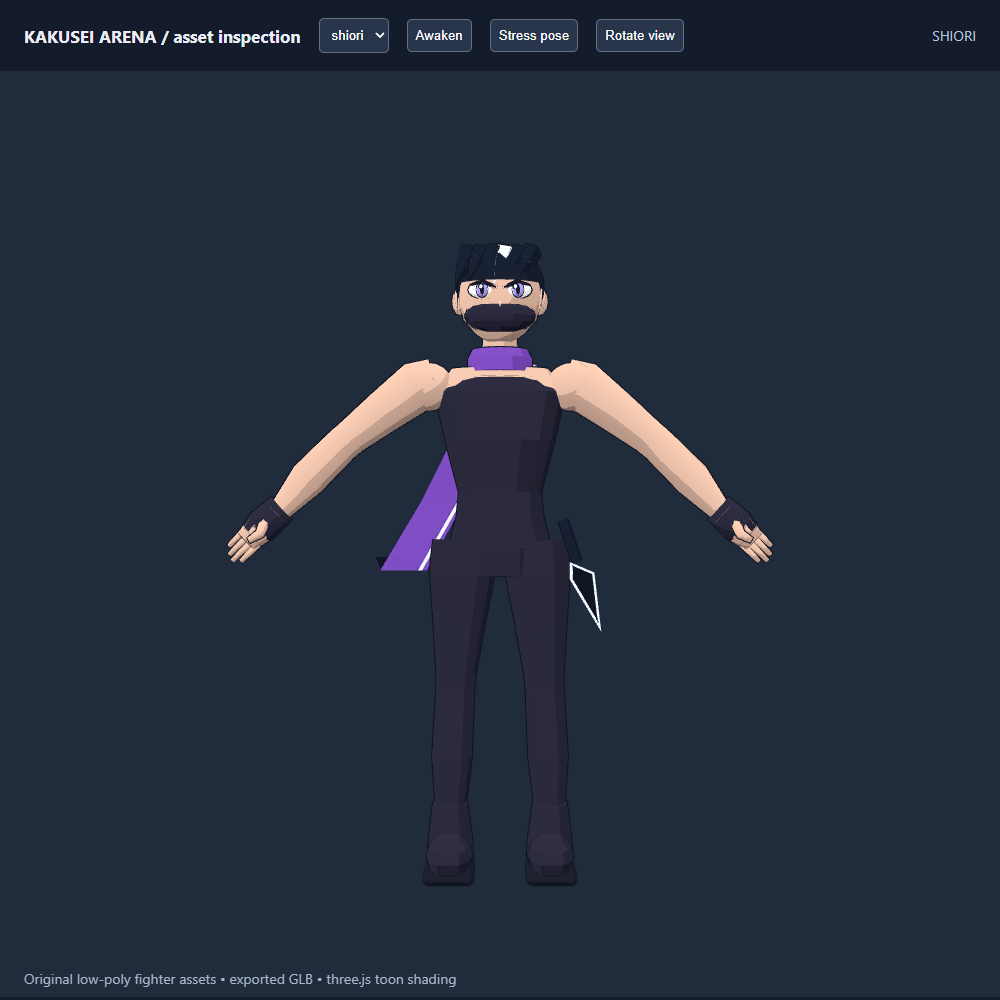 KAKUSEI ARENA / asset inspection shiori Awaken Stress pose Rotate view SHIORI
Original low-poly fighter assets • exported GLB • three.js toon shading